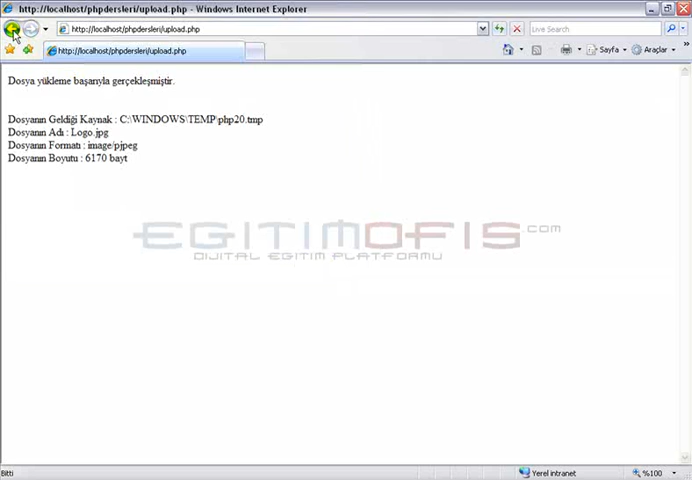 http://localhost/phpdersleri/upload.php - Windows Internet Explorer
http://localhost/phpdersleri/upload.php
Live Search
http://localhost/phpdersleri/upload.php
Sayfa
Araçlar
Dosya yükleme başarıyla gerçekleşmiştir.
Dosyanın Geldiği Kaynak : C:\WINDOWS\TEMP\php20.tmp
Dosyanın Adı : Logo.jpg
Dosyanın Formatı : image/pjpeg
Dosyanın Boyutu : 6170 bayt
EGITIMOFIS.com
DIJITAL EGITIM PLATFORMU
Bitti
Yerel intranet
%100